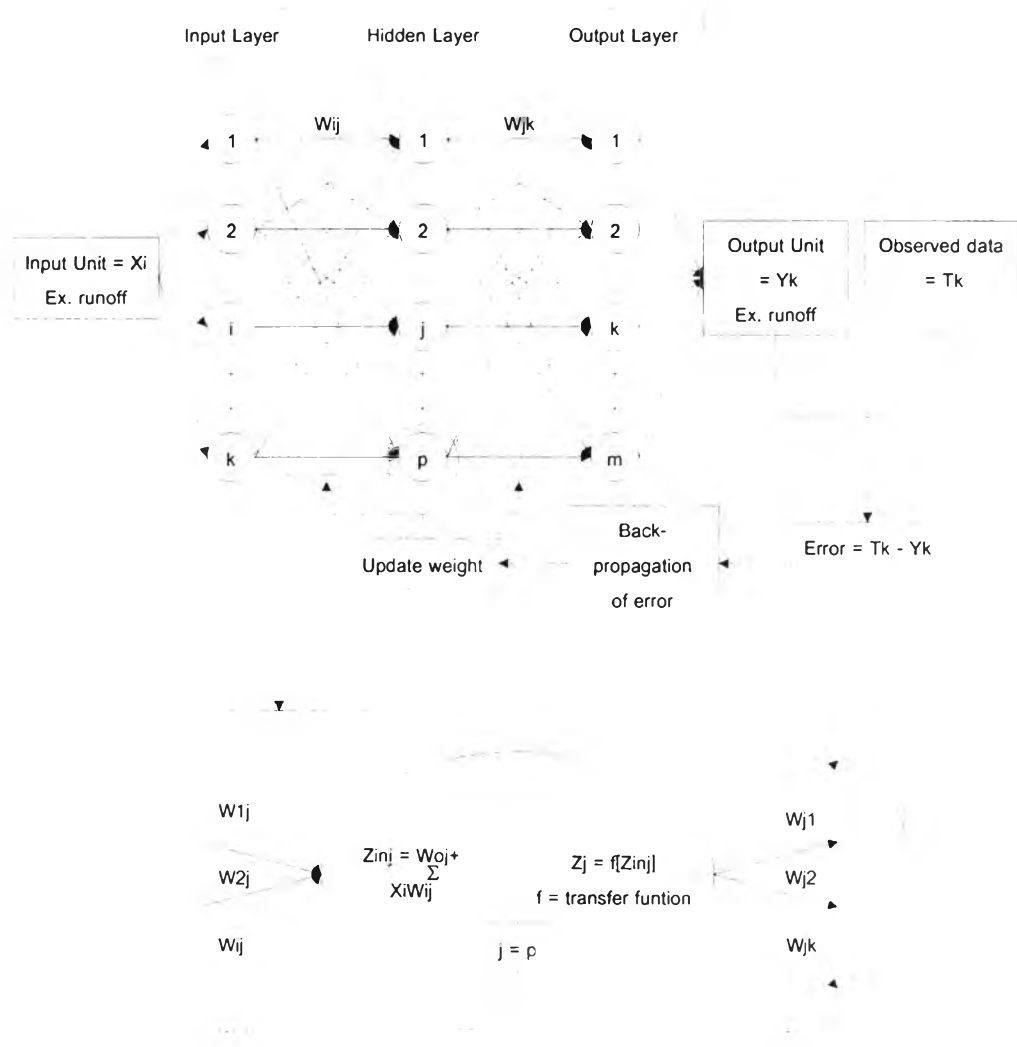 Input Layer
Hidden Layer
Output Layer
Wij
Wjk
1
1
1
2
2
2
Input Unit = Xi
Ex. runoff
Output Unit
= Yk
Ex. runoff
Observed data
= Tk
i
j
k
k
p
m
Update weight
Back-
propagation
of error
Error = Tk - Yk
W1j
W2j
Wij
Zinj = Woj+
Σ
XiWij
Zj = f[Zinj]
f = transfer funtion
j = p
Wj1
Wj2
Wjk